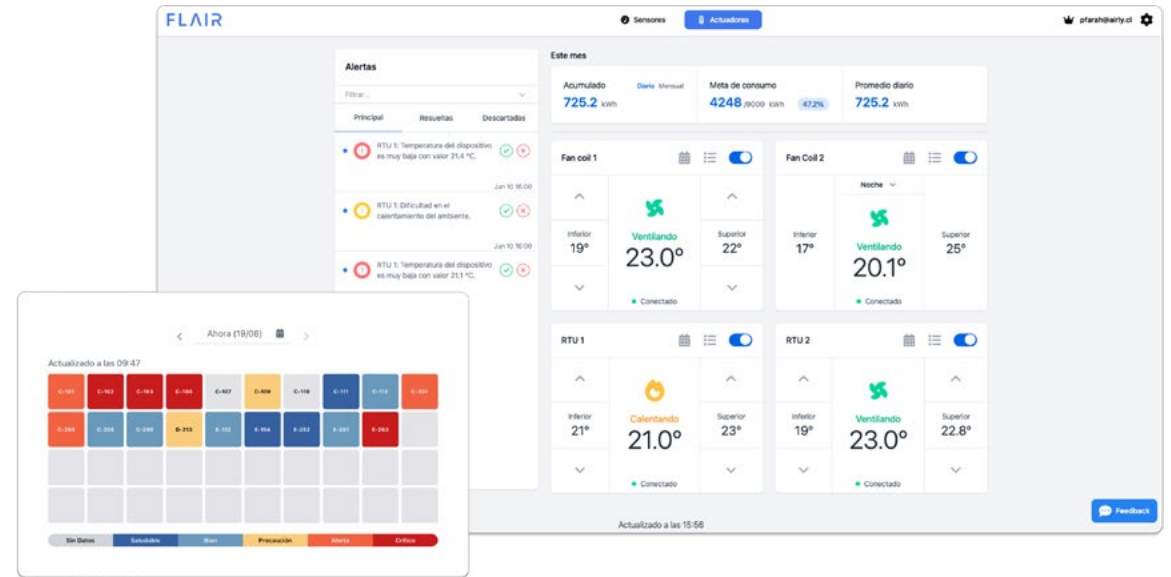 FLAIR
Sensores
Actuadores
pfarah@airly.cl
Alertas
Filtrar...
Principal Resueltas Descartadas
RTU 1: Temperatura del dispositivo
es muy baja con valor 21.4 °C.
Jun 10 16:00
RTU 1: Dificultad en el
calentamiento del ambiente.
Jun 10 16:00
RTU 1: Temperatura del dispositivo
es muy baja con valor 21.1 °C.
Este mes
Acumulado Diario Mensual
725.2 kWh
Meta de consumo
4248 /9000 kWh 47.2%
Promedio diario
725.2 kWh
Fan coil 1
Inferior
19°
Ventilando
23.0°
Conectado
Superior
22°
Fan Coil 2
Noche
Inferior
17°
Ventilando
20.1°
Conectado
Superior
25°
RTU 1
Inferior
21°
Calentando
21.0°
Conectado
Superior
23°
RTU 2
Inferior
19°
Ventilando
23.0°
Conectado
Superior
22.8°
Actualizado a las 15:56
Feedback
Ahora (19/08)
Actualizado a las 09:47
C-101 C-102 C-103 C-106 C-107 C-109 C-110 C-111 C-112 C-201
C-203 C-205 C-209 D-213 E-102 E-104 E-253 E-261 E-263
Sin Datos Saludable Bien Precaución Alerta Crítico